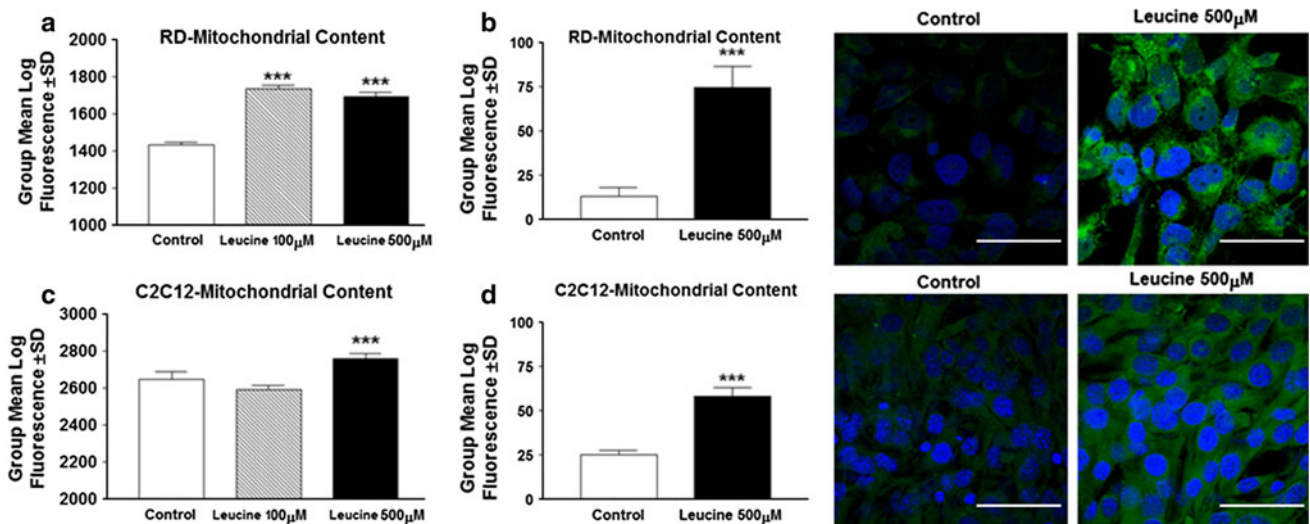 a
RD-Mitochondrial Content
Group Mean Log
Fluorescence ±SD
2000
1800
1600
1400
1200
1000
***
***
Control
Leucine 100μM
Leucine 500μM
b
RD-Mitochondrial Content
Group Mean Log
Fluorescence ±SD
100
75
50
25
0
***
Control
Leucine 500μM
Control
Leucine 500μM
c
C2C12-Mitochondrial Content
Group Mean Log
Fluorescence ±SD
3000
2800
2600
2400
2200
2000
***
Control
Leucine 100μM
Leucine 500μM
d
C2C12-Mitochondrial Content
Group Mean Log
Fluorescence ±SD
100
75
50
25
0
***
Control
Leucine 500μM
Control
Leucine 500μM